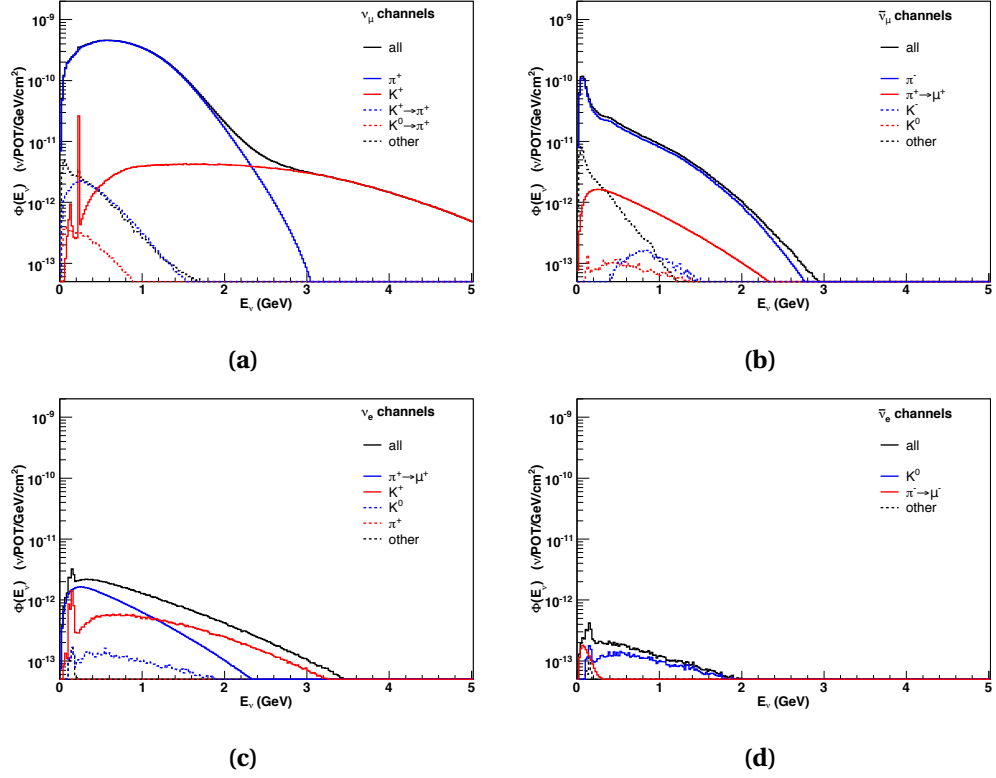 ν_μ channels
all
π⁺
K⁺
K⁺→π⁺
K⁰→π⁺
other
Φ(E_ν) (ν/POT/GeV/cm²)
10⁻⁹
10⁻¹⁰
10⁻¹¹
10⁻¹²
10⁻¹³
0 1 2 3 4 5
E_ν (GeV)
(a)
ν̄_μ channels
all
π⁻
π⁺→μ⁺
K⁻
K⁰
other
Φ(E_ν) (ν/POT/GeV/cm²)
10⁻⁹
10⁻¹⁰
10⁻¹¹
10⁻¹²
10⁻¹³
0 1 2 3 4 5
E_ν (GeV)
(b)
ν_e channels
all
π⁺→μ⁺
K⁺
K⁰
π⁺
other
Φ(E_ν) (ν/POT/GeV/cm²)
10⁻⁹
10⁻¹⁰
10⁻¹¹
10⁻¹²
10⁻¹³
0 1 2 3 4 5
E_ν (GeV)
(c)
ν̄_e channels
all
K⁰
π⁻→μ⁻
other
Φ(E_ν) (ν/POT/GeV/cm²)
10⁻⁹
10⁻¹⁰
10⁻¹¹
10⁻¹²
10⁻¹³
0 1 2 3 4 5
E_ν (GeV)
(d)